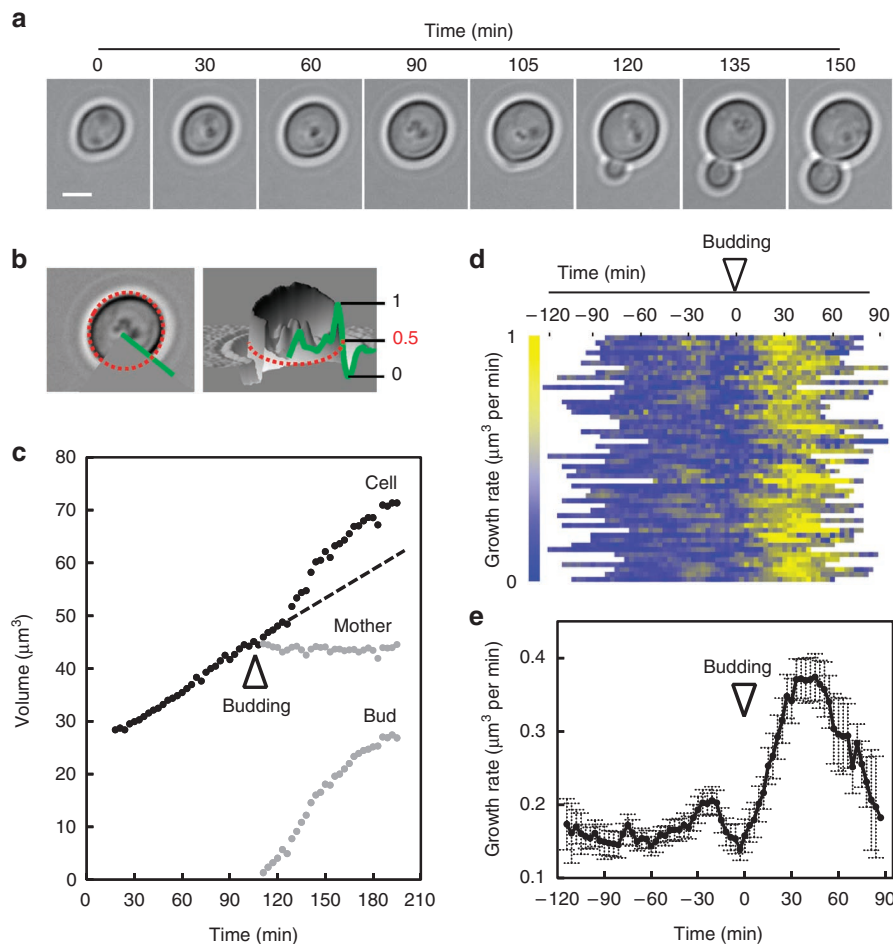 a
Time (min)
0 30 60 90 105 120 135 150
b
1
0.5
0
c
80
70
60
50
40
30
20
10
0
Volume (μm³)
Cell
Mother
Budding
Bud
0 30 60 90 120 150 180 210
Time (min)
d
Budding
Time (min)
−120 −90 −60 −30 0 30 60 90
1
0
Growth rate (μm³ per min)
e
0.4
0.3
0.2
0.1
Growth rate (μm³ per min)
Budding
−120 −90 −60 −30 0 30 60 90
Time (min)